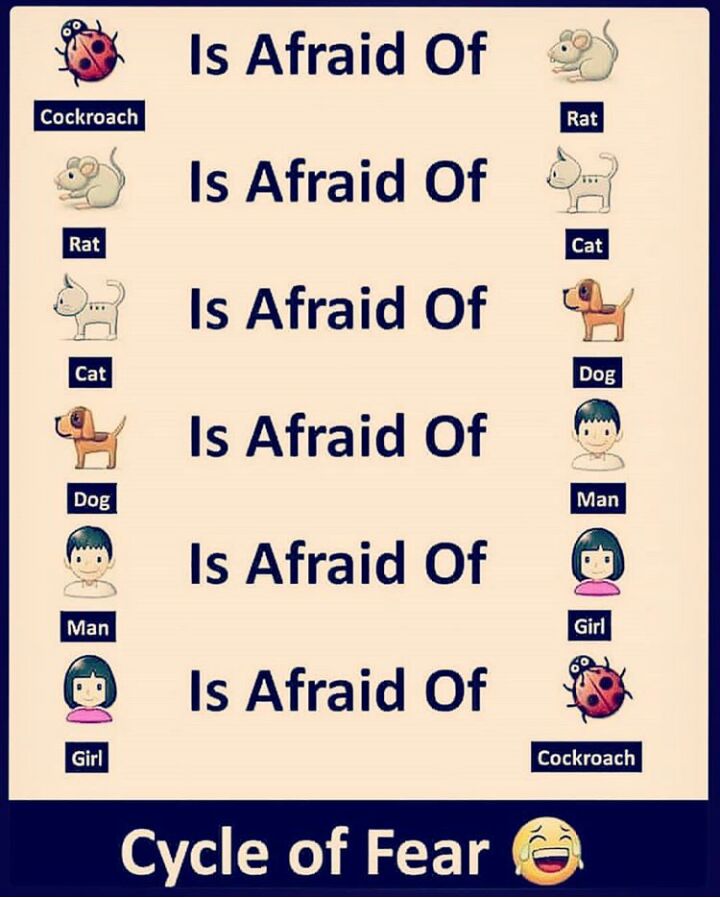 Is Afraid Of
Cockroach Rat
Is Afraid Of
Rat Cat
Is Afraid Of
Cat Dog
Is Afraid Of
Dog Man
Is Afraid Of
Man Girl
Is Afraid Of
Girl Cockroach
Cycle of Fear 😂